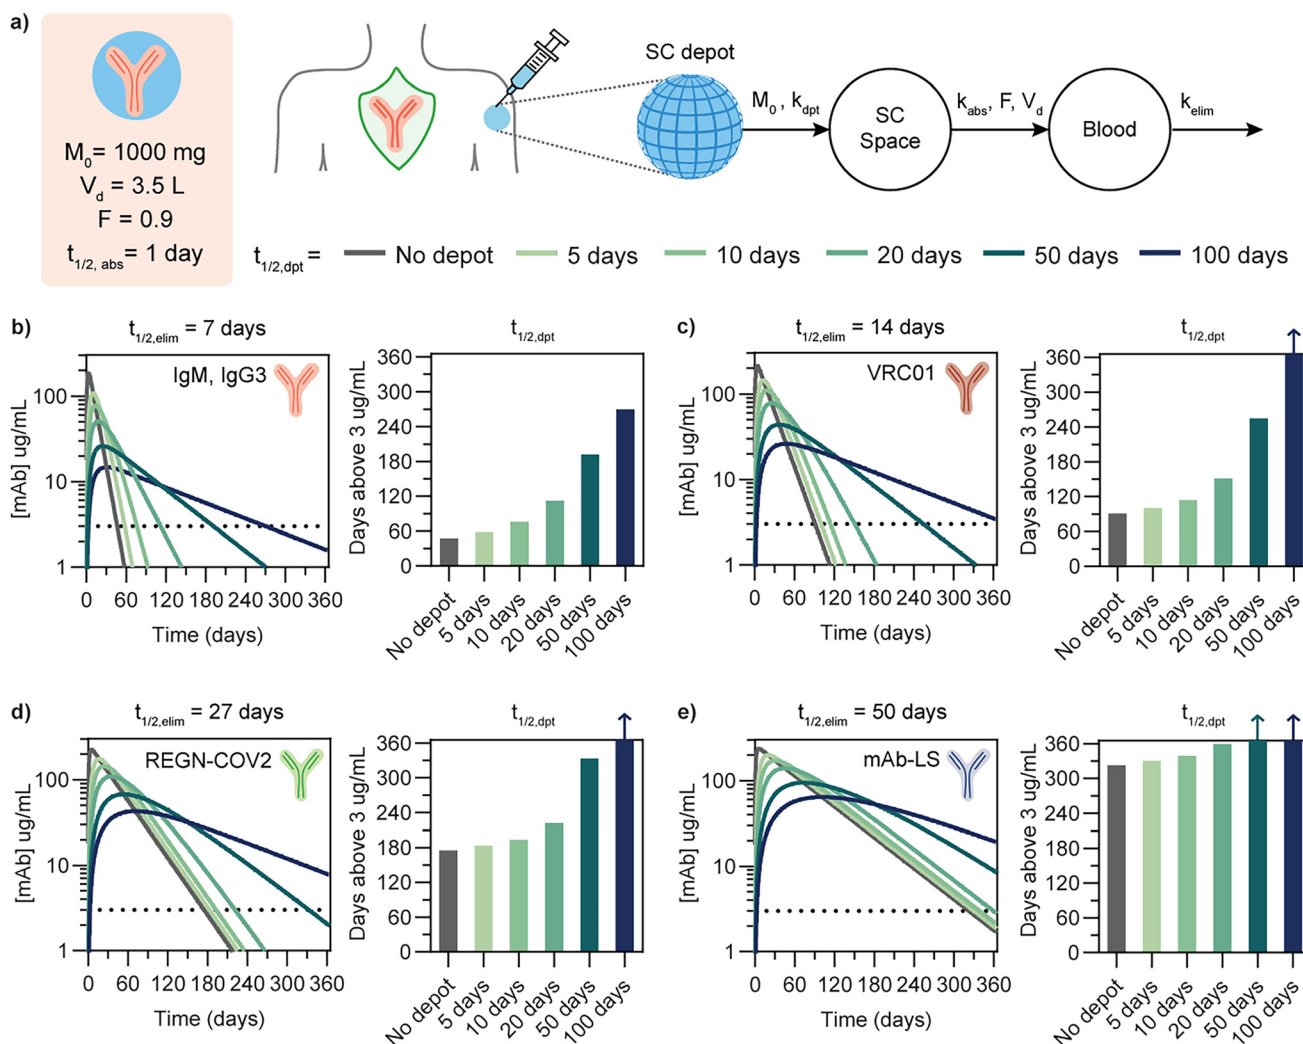 a)
M0= 1000 mg
Vd = 3.5 L
F = 0.9
t1/2, abs= 1 day
SC depot
M0, kdpt
SC
Space
kabs, F, Vd
Blood
kelim
t1/2,dpt= No depot 5 days 10 days 20 days 50 days 100 days
b)
t1/2,elim = 7 days
IgM, IgG3
[mAb] ug/mL
100
10
1
0 60 120 180 240 300 360
Time (days)
t1/2,dpt
Days above 3 ug/mL
360
300
240
180
120
60
0
No depot
5 days
10 days
20 days
50 days
100 days
c)
t1/2,elim = 14 days
VRC01
[mAb] ug/mL
100
10
1
0 60 120 180 240 300 360
Time (days)
t1/2,dpt
Days above 3 ug/mL
360
300
240
180
120
60
0
No depot
5 days
10 days
20 days
50 days
100 days
d)
t1/2,elim = 27 days
REGN-COV2
[mAb] ug/mL
100
10
1
0 60 120 180 240 300 360
Time (days)
t1/2,dpt
Days above 3 ug/mL
360
300
240
180
120
60
0
No depot
5 days
10 days
20 days
50 days
100 days
e)
t1/2,elim = 50 days
mAb-LS
[mAb] ug/mL
100
10
1
0 60 120 180 240 300 360
Time (days)
t1/2,dpt
Days above 3 ug/mL
360
300
240
180
120
60
0
No depot
5 days
10 days
20 days
50 days
100 days